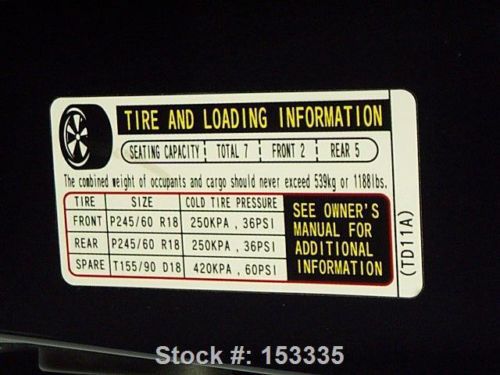 TIRE AND LOADING INFORMATION
SEATING CAPACITY TOTAL 7 FRONT 2 REAR 5
The combined weight of occupants and cargo should never exceed 539kg or 1188lbs.
TIRE SIZE COLD TIRE PRESSURE
FRONT P245/60 R18 250KPA , 36PSI
REAR P245/60 R18 250KPA , 36PSI
SPARE T155/90 D18 420KPA , 60PSI
SEE OWNER'S
MANUAL FOR
ADDITIONAL
INFORMATION
(TD11A)
Stock #: 153335